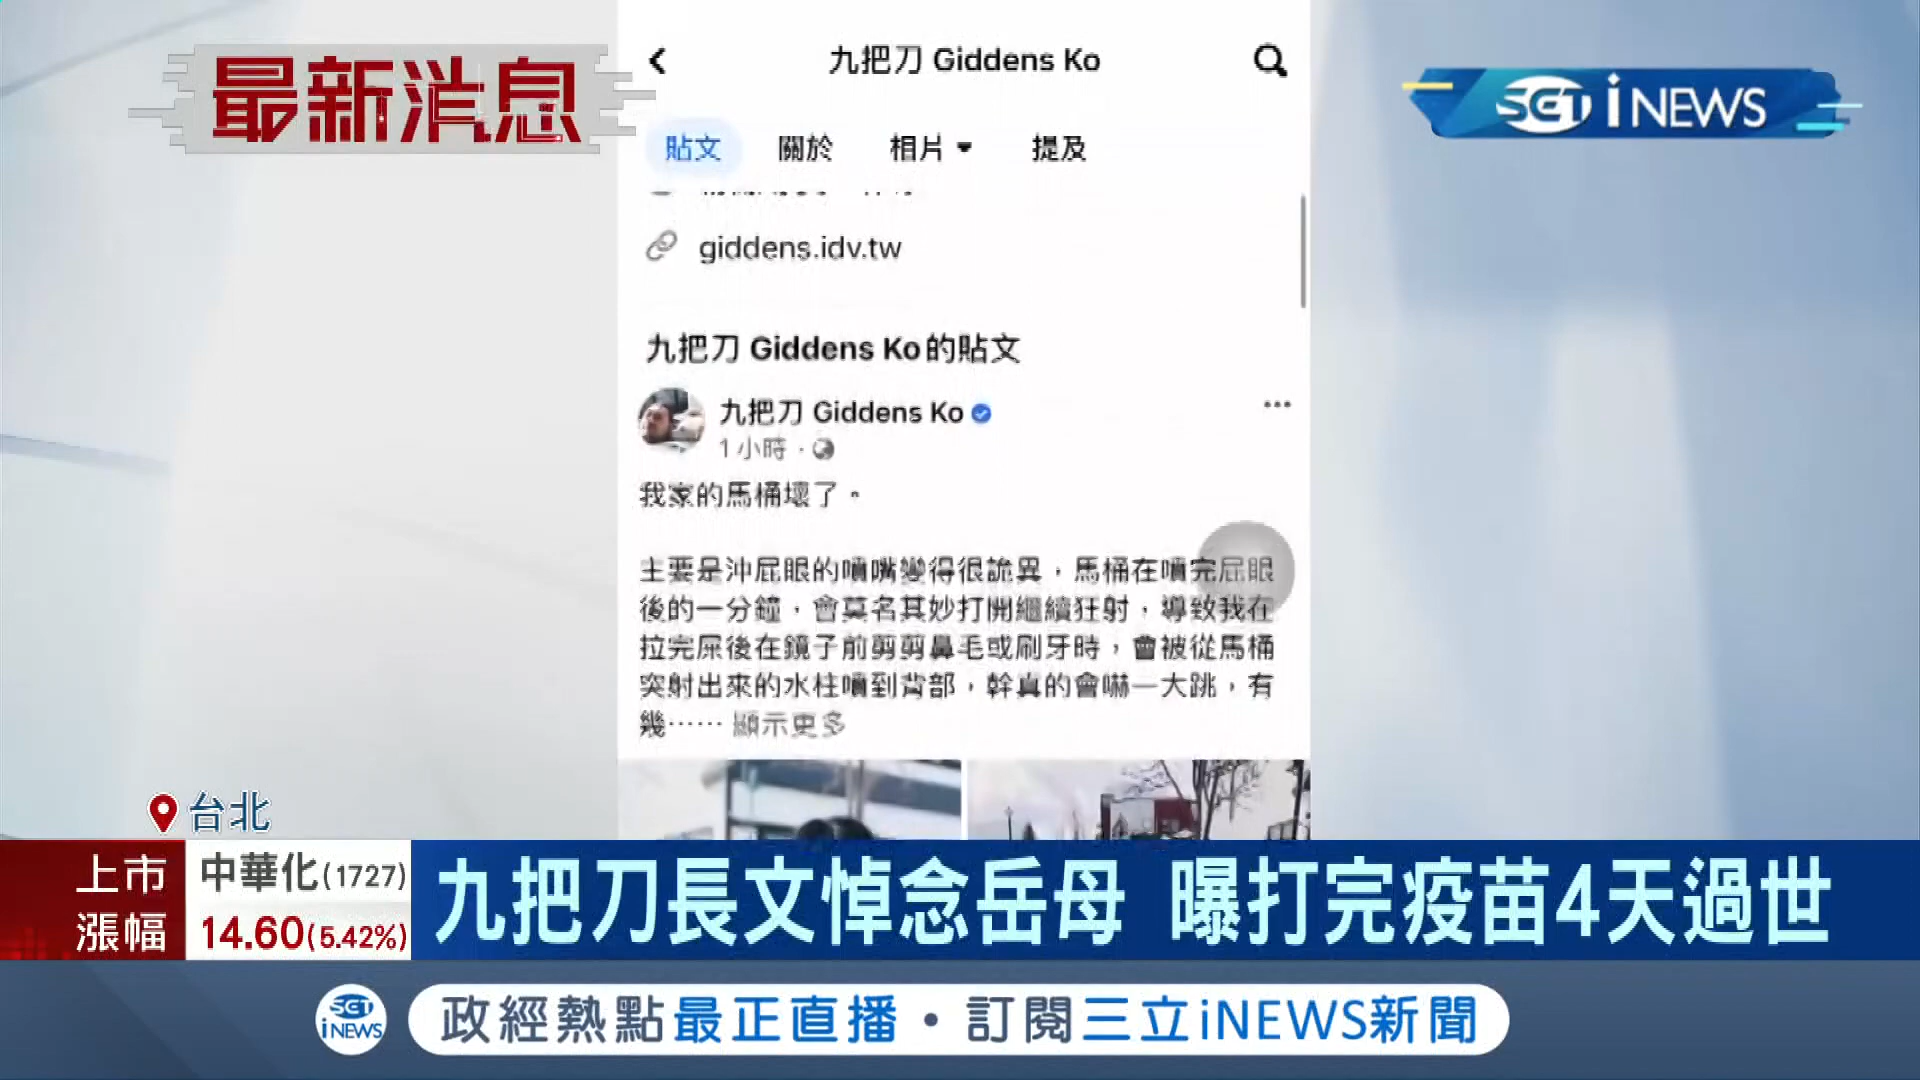 最新消息
九把刀 Giddens Ko
SET iNEWS
貼文 關於 相片 提及
giddens.idv.tw
九把刀 Giddens Ko的貼文
九把刀 Giddens Ko
1 小時 ·
我家的馬桶壞了。
主要是沖屁眼的噴嘴變得很詭異，馬桶在噴完屁眼
後的一分鐘，會莫名其妙打開繼續狂射，導致我在
拉完屎後在鏡子前剪剪鼻毛或刷牙時，會被從馬桶
突射出來的水柱噴到背部，幹真的會嚇一大跳，有
幾…… 顯示更多
台北
上市
漲幅
中華化(1727)
14.60(5.42%)
九把刀長文悼念岳母 曝打完疫苗4天過世
SET iNEWS
政經熱點最正直播・訂閱三立iNEWS新聞